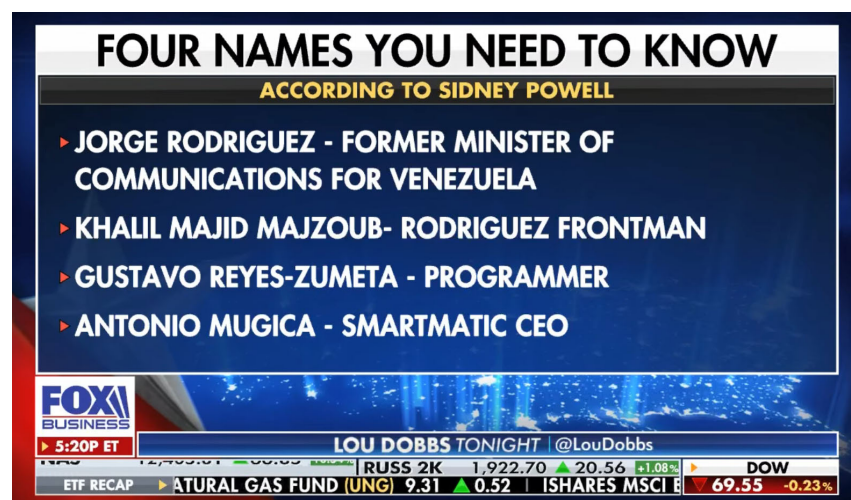 FOUR NAMES YOU NEED TO KNOW
ACCORDING TO SIDNEY POWELL
JORGE RODRIGUEZ - FORMER MINISTER OF
COMMUNICATIONS FOR VENEZUELA
KHALIL MAJID MAJZOUB- RODRIGUEZ FRONTMAN
GUSTAVO REYES-ZUMETA - PROGRAMMER
ANTONIO MUGICA - SMARTMATIC CEO
FOX
BUSINESS
5:20P ET
LOU DOBBS TONIGHT | @LouDobbs
RUSS 2K 1,922.70 ▲ 20.56 +1.08% DOW
ETF RECAP ATURAL GAS FUND (UNG) 9.31 ▲ 0.52 | ISHARES MSCI E ▼ 69.55 -0.23%